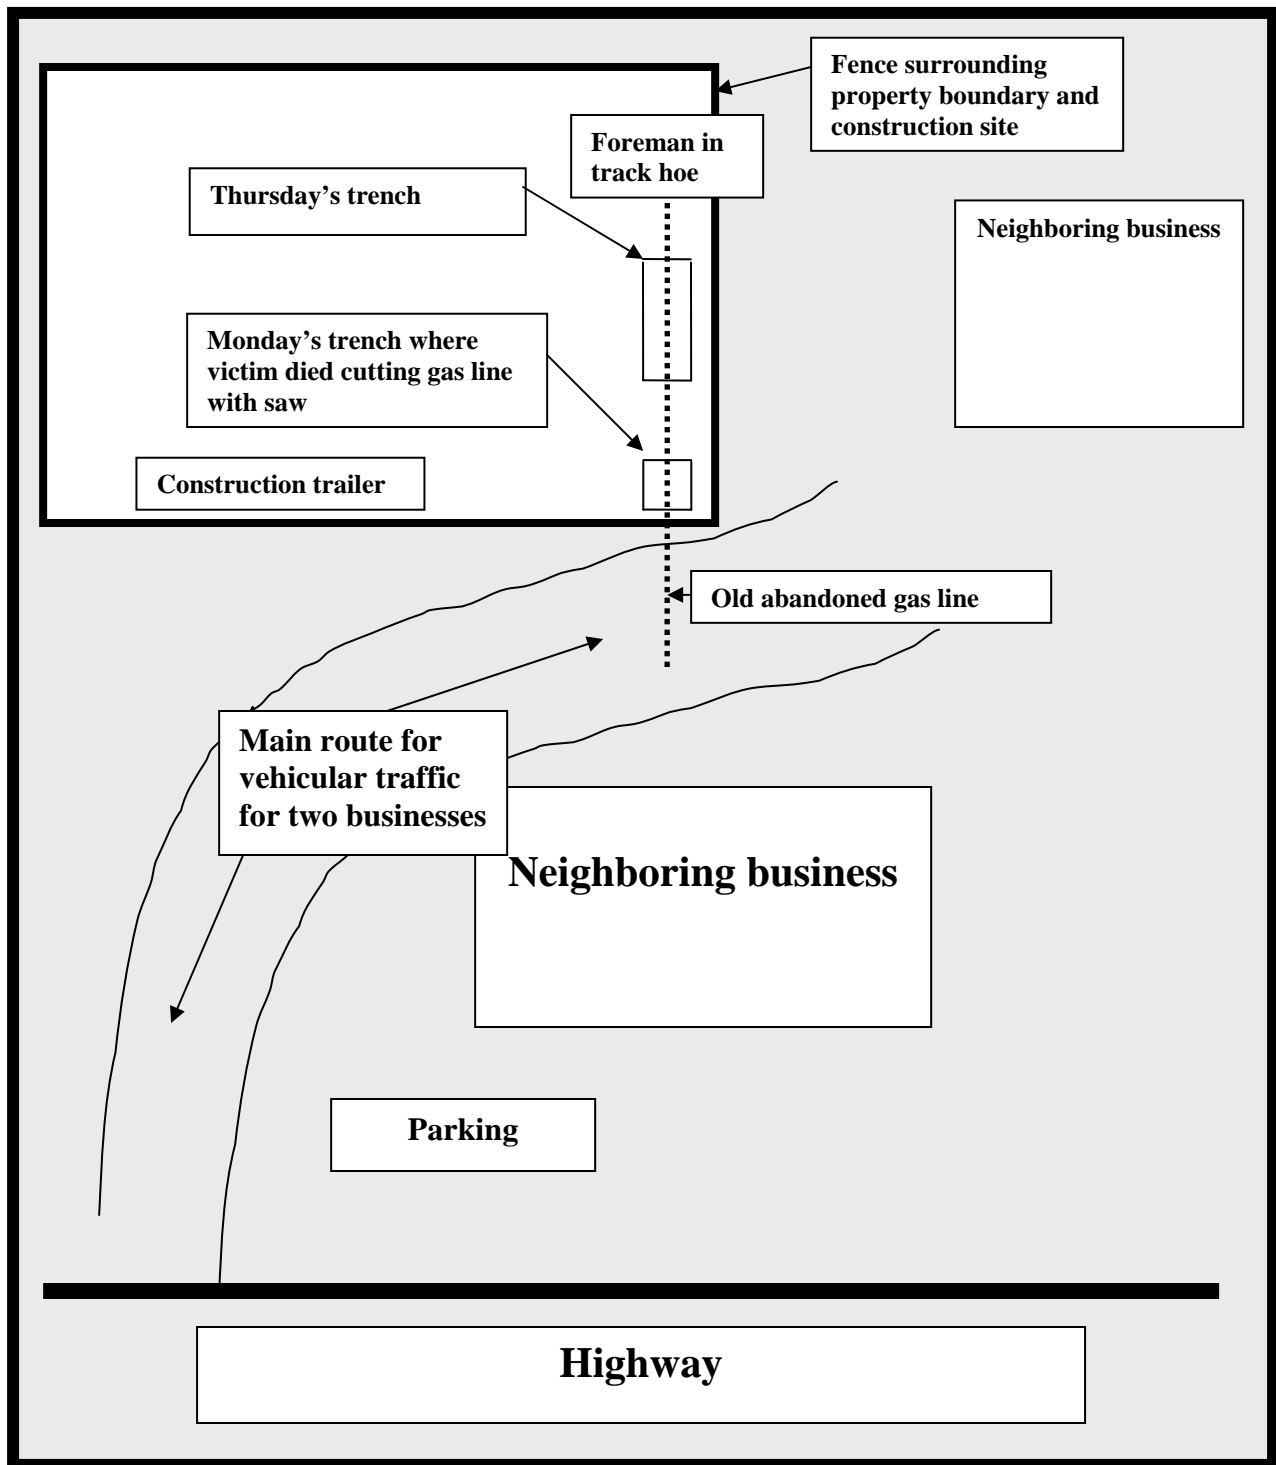 Fence surrounding
property boundary and
construction site
Foreman in
track hoe
Thursday’s trench
Neighboring business
Monday’s trench where
victim died cutting gas line
with saw
Construction trailer
Old abandoned gas line
Main route for
vehicular traffic
for two businesses
Neighboring business
Parking
Highway